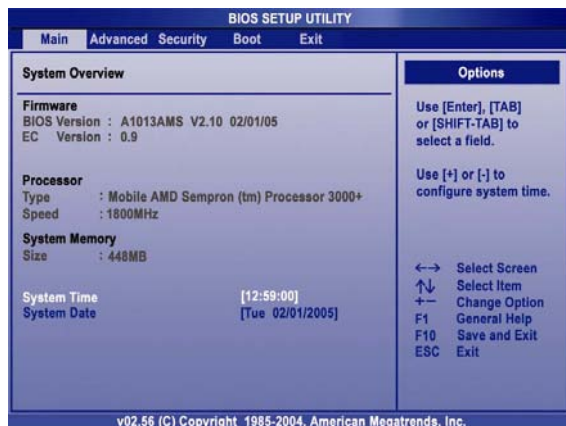 BIOS SETUP UTILITY
Main Advanced Security Boot Exit
System Overview
Firmware
BIOS Version : A1013AMS V2.10 02/01/05
EC Version : 0.9
Processor
Type : Mobile AMD Sempron (tm) Processor 3000+
Speed : 1800MHz
System Memory
Size : 448MB
System Time [12:59:00]
System Date [Tue 02/01/2005]
Options
Use [Enter], [TAB]
or [SHIFT-TAB] to
select a field.
Use [+] or [-] to
configure system time.
←→ Select Screen
↑↓ Select Item
+− Change Option
F1 General Help
F10 Save and Exit
ESC Exit
v02.56 (C) Copyright 1985-2004, American Megatrends, Inc.